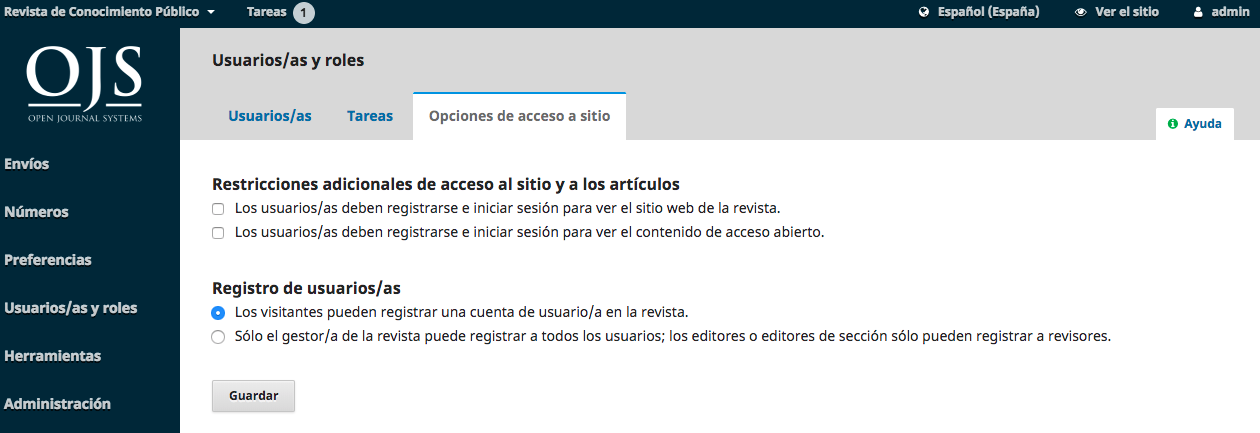 Revista de Conocimiento Público Tareas 1 Español (España) Ver el sitio admin
OJS
OPEN JOURNAL SYSTEMS
Envíos
Números
Preferencias
Usuarios/as y roles
Herramientas
Administración
Usuarios/as y roles
Usuarios/as Tareas Opciones de acceso a sitio
Ayuda
Restricciones adicionales de acceso al sitio y a los artículos
Los usuarios/as deben registrarse e iniciar sesión para ver el sitio web de la revista.
Los usuarios/as deben registrarse e iniciar sesión para ver el contenido de acceso abierto.
Registro de usuarios/as
Los visitantes pueden registrar una cuenta de usuario/a en la revista.
Sólo el gestor/a de la revista puede registrar a todos los usuarios; los editores o editores de sección sólo pueden registrar a revisores.
Guardar